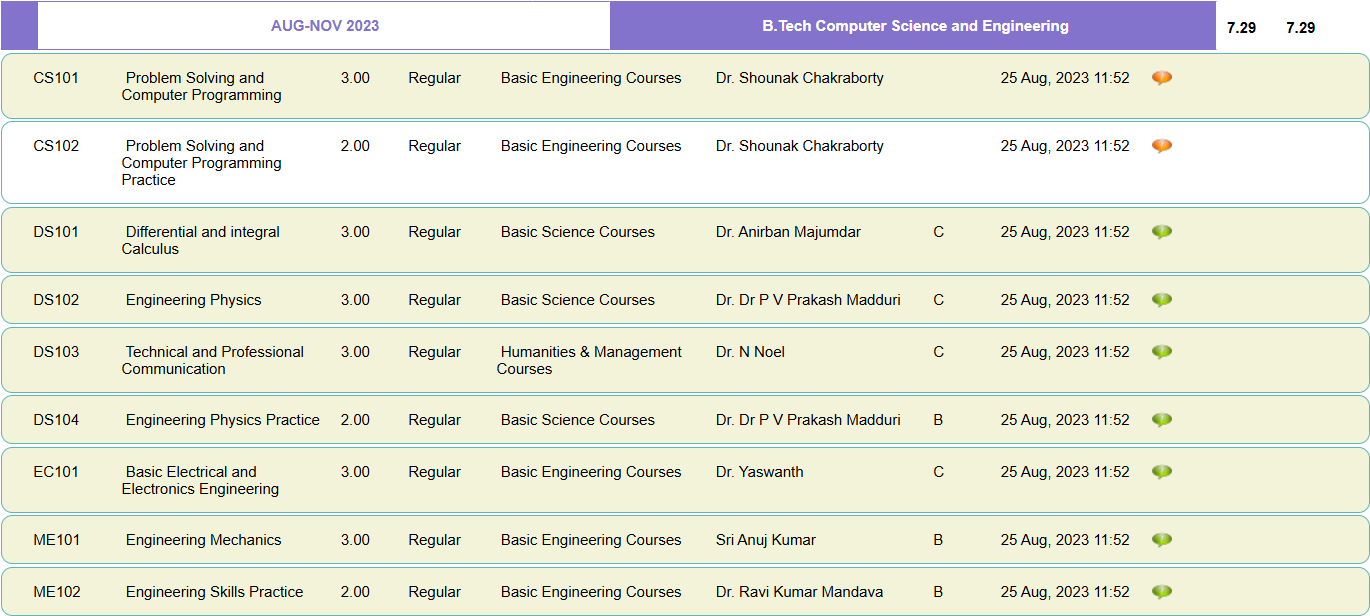 AUG-NOV 2023 B.Tech Computer Science and Engineering 7.29 7.29
CS101 Problem Solving and 3.00 Regular Basic Engineering Courses Dr. Shounak Chakraborty 25 Aug, 2023 11:52
Computer Programming
CS102 Problem Solving and 2.00 Regular Basic Engineering Courses Dr. Shounak Chakraborty 25 Aug, 2023 11:52
Computer Programming
Practice
DS101 Differential and integral 3.00 Regular Basic Science Courses Dr. Anirban Majumdar C 25 Aug, 2023 11:52
Calculus
DS102 Engineering Physics 3.00 Regular Basic Science Courses Dr. Dr P V Prakash Madduri C 25 Aug, 2023 11:52
DS103 Technical and Professional 3.00 Regular Humanities & Management Dr. N Noel C 25 Aug, 2023 11:52
Communication Courses
DS104 Engineering Physics Practice 2.00 Regular Basic Science Courses Dr. Dr P V Prakash Madduri B 25 Aug, 2023 11:52
EC101 Basic Electrical and 3.00 Regular Basic Engineering Courses Dr. Yaswanth C 25 Aug, 2023 11:52
Electronics Engineering
ME101 Engineering Mechanics 3.00 Regular Basic Engineering Courses Sri Anuj Kumar B 25 Aug, 2023 11:52
ME102 Engineering Skills Practice 2.00 Regular Basic Engineering Courses Dr. Ravi Kumar Mandava B 25 Aug, 2023 11:52